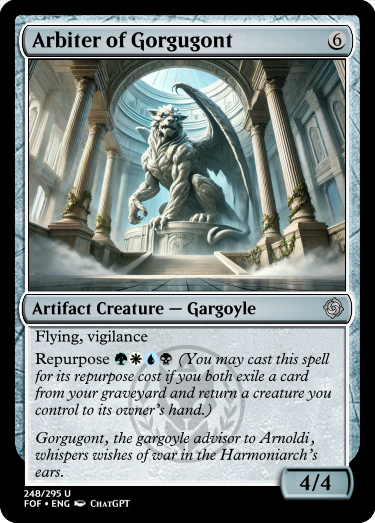 Arbiter of Gorgugont 6
Artifact Creature — Gargoyle
Flying, vigilance
Repurpose (You may cast this spell
for its repurpose cost if you both exile a card
from your graveyard and return a creature you
control to its owner's hand.)
Gorgugont, the gargoyle advisor to Arnoldi,
whispers wishes of war in the Harmoniarch's
ears.
4/4
248/295 U
FOF • ENG ChatGPT